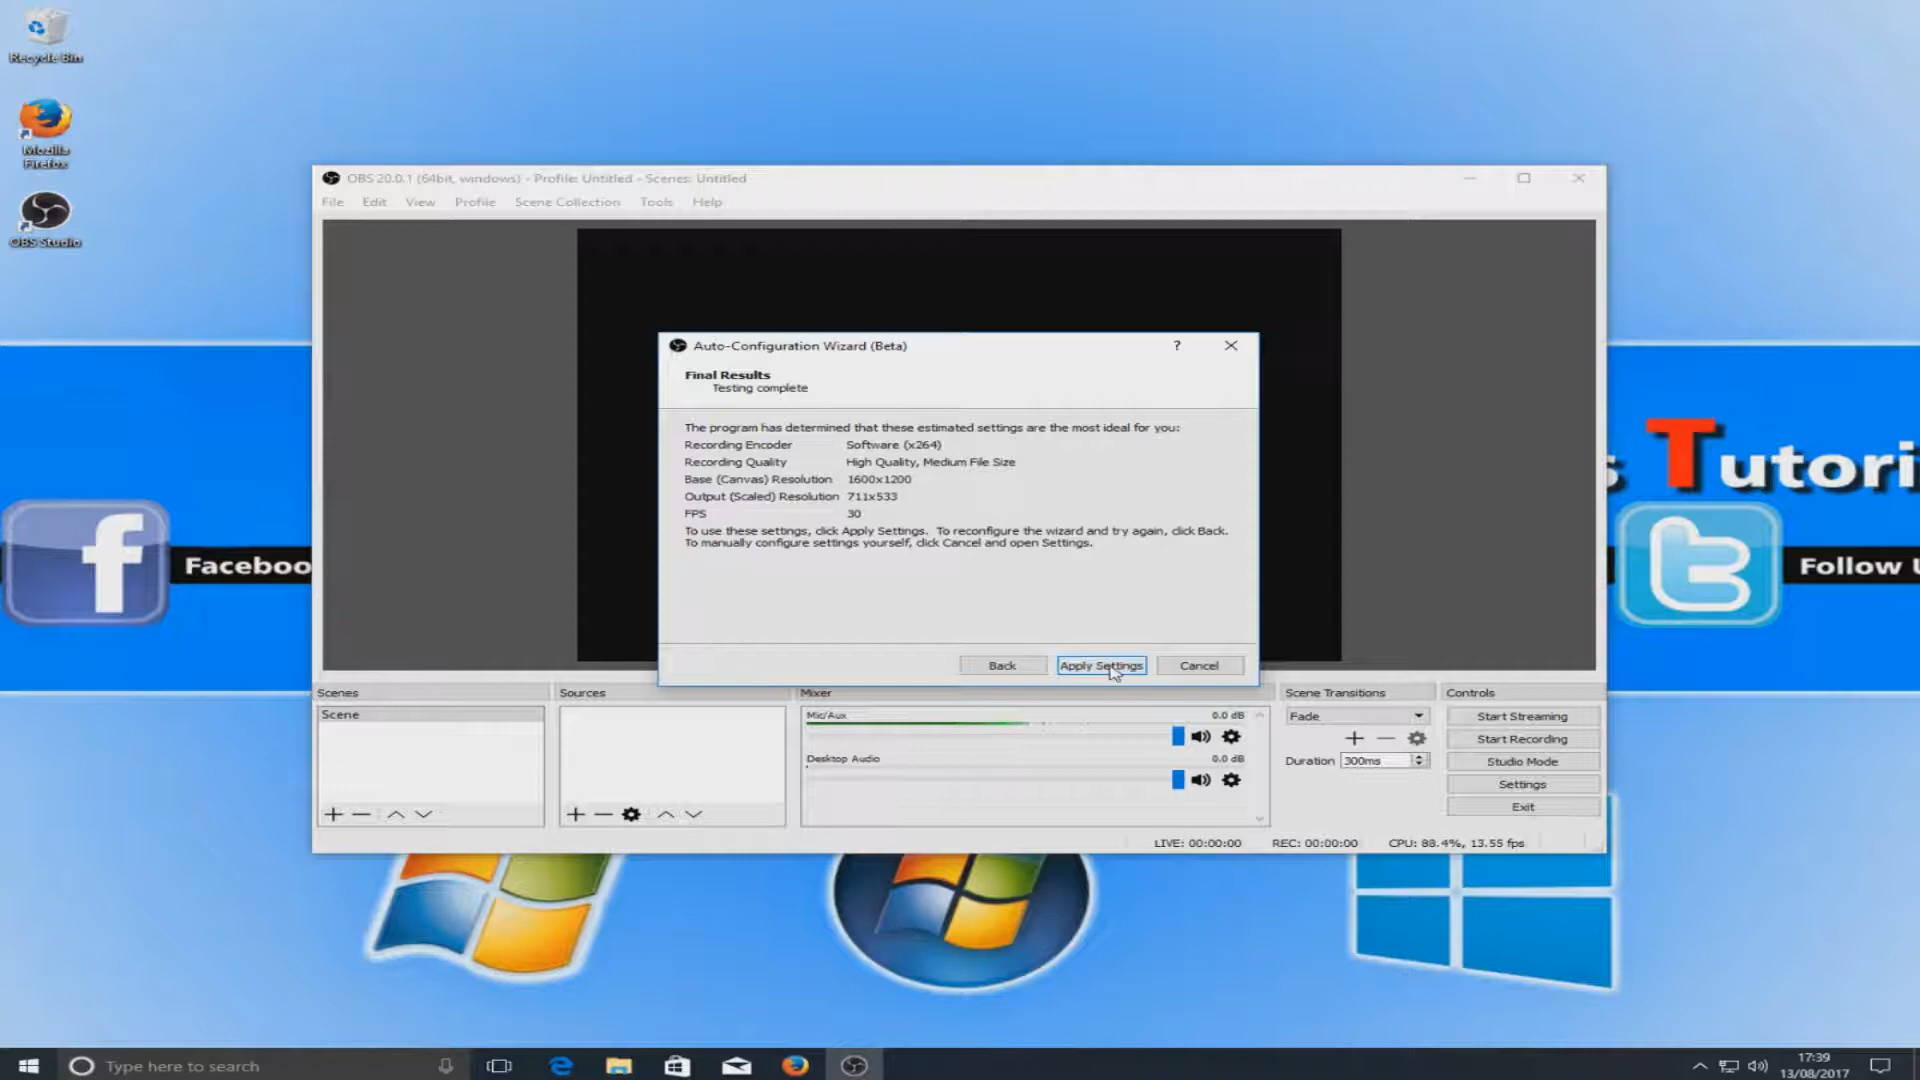 Recycle Bin
Mozilla
Firefox
OBS Studio
OBS 20.0.1 (64bit, windows) - Profile: Untitled - Scenes: Untitled
File Edit View Profile Scene Collection Tools Help
Auto-Configuration Wizard (Beta)
?
Final Results
Testing complete
The program has determined that these estimated settings are the most ideal for you:
Recording Encoder Software (x264)
Recording Quality High Quality, Medium File Size
Base (Canvas) Resolution 1600x1200
Output (Scaled) Resolution 711x533
FPS 30
To use these settings, click Apply Settings. To reconfigure the wizard and try again, click Back.
To manually configure settings yourself, click Cancel and open Settings.
Back Apply Settings Cancel
s Tutori
f Faceboo
Follow U
Scenes Sources Mixer Scene Transitions Controls
Scene
Mic/Aux 0.0 dB
Desktop Audio 0.0 dB
Fade
Duration 300ms
Start Streaming
Start Recording
Studio Mode
Settings
Exit
LIVE: 00:00:00 REC: 00:00:00 CPU: 88.4%, 13.55 fps
Type here to search
17:39
13/08/2017